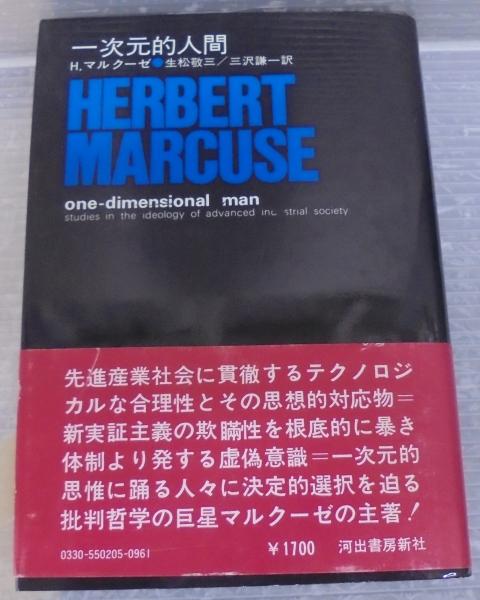 一次元的人間
H.マルクーゼ●生松敬三/三沢謙一訳
HERBERT
MARCUSE
one-dimensional man
studies in the ideology of advanced industrial society
先進産業社会に貫徹するテクノロジ
カルな合理性とその思想的対応物=
新実証主義の欺瞞性を根底的に暴き
体制より発する虚偽意識=一次元的
思惟に踊る人々に決定的選択を迫る
批判哲学の巨星マルクーゼの主著!
0330-550205-0961
¥1700
河出書房新社